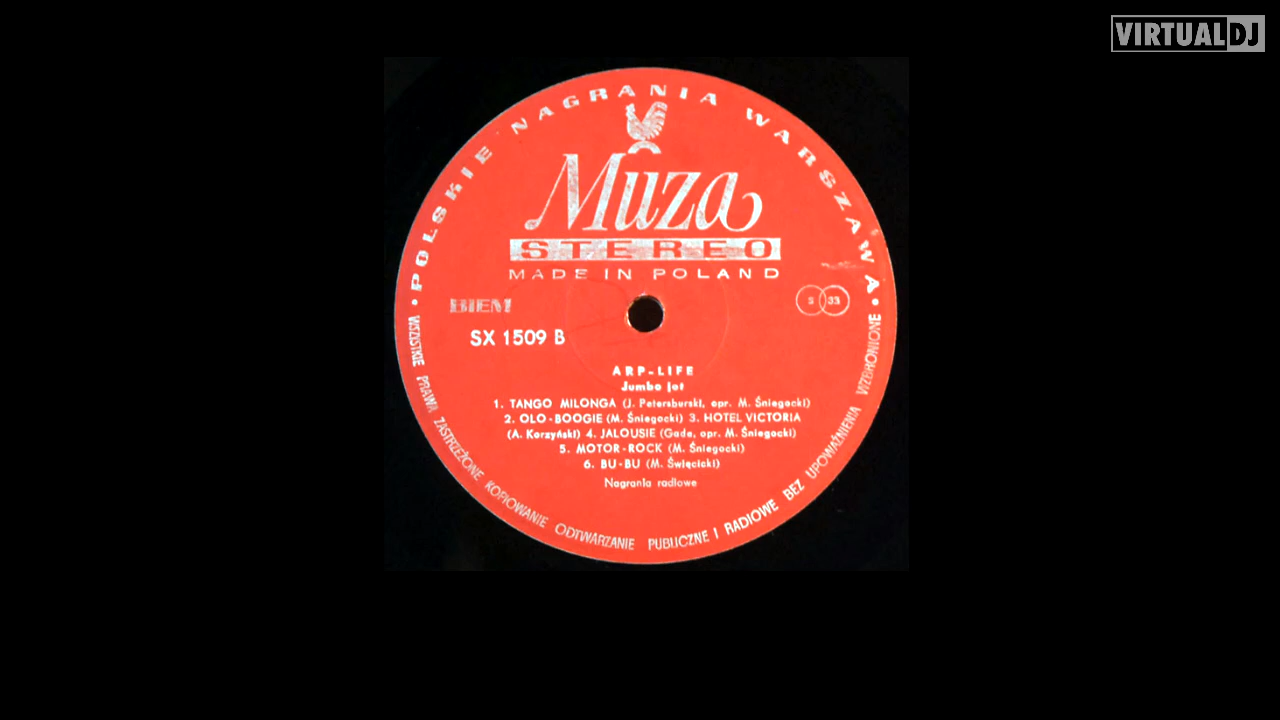 VIRTUALDJ
• POLSKIE NAGRANIA WARSZAWA •
Muza
STEREO
MADE IN POLAND
BIEM
S 33
SX 1509 B
ARP-LIFE
Jumbo Jet
1. TANGO MILONGA (J. Petersburski, opr. M. Śniegocki)
2. OLO-BOOGIE (M. Śniegocki) 3. HOTEL VICTORIA
(A. Korzyński) 4. JALOUSIE (Gade, opr. M. Śniegocki)
5. MOTOR-ROCK (M. Śniegocki)
6. BU-BU (M. Święcicki)
Nagrania radiowe
WSZYSTKIE PRAWA ZASTRZEŻONE KOPIOWANIE ODTWARZANIE PUBLICZNE I RADIOWE BEZ UPOWAŻNIENIA WZBRONIONE